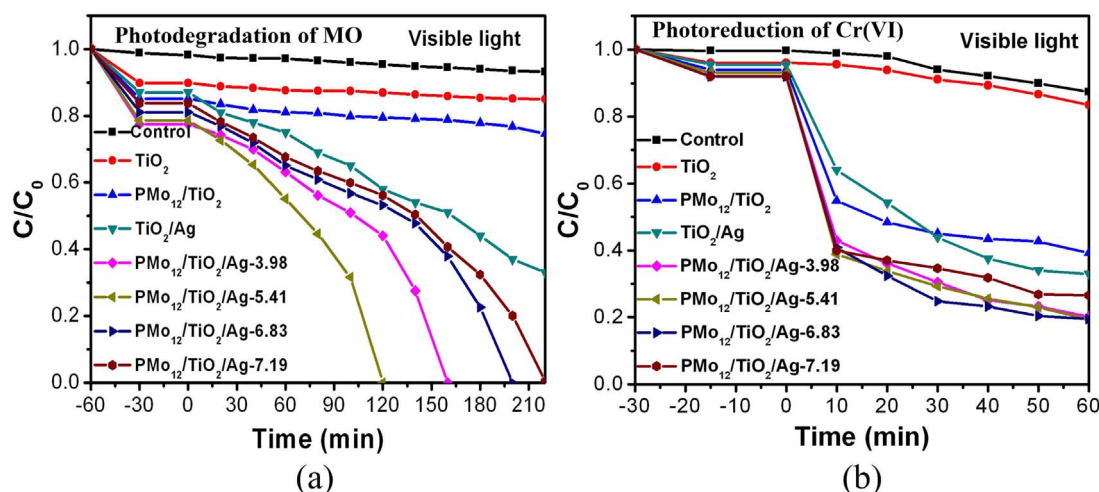 Photodegradation of MO
Visible light
1.0
0.8
0.6
0.4
0.2
0.0
C/C₀
Control
TiO₂
PMo₁₂/TiO₂
TiO₂/Ag
PMo₁₂/TiO₂/Ag-3.98
PMo₁₂/TiO₂/Ag-5.41
PMo₁₂/TiO₂/Ag-6.83
PMo₁₂/TiO₂/Ag-7.19
-60 -30 0 30 60 90 120 150 180 210
Time (min)
(a)
Photoreduction of Cr(VI)
Visible light
1.0
0.8
0.6
0.4
0.2
0.0
C/C₀
Control
TiO₂
PMo₁₂/TiO₂
TiO₂/Ag
PMo₁₂/TiO₂/Ag-3.98
PMo₁₂/TiO₂/Ag-5.41
PMo₁₂/TiO₂/Ag-6.83
PMo₁₂/TiO₂/Ag-7.19
-30 -20 -10 0 10 20 30 40 50 60
Time (min)
(b)